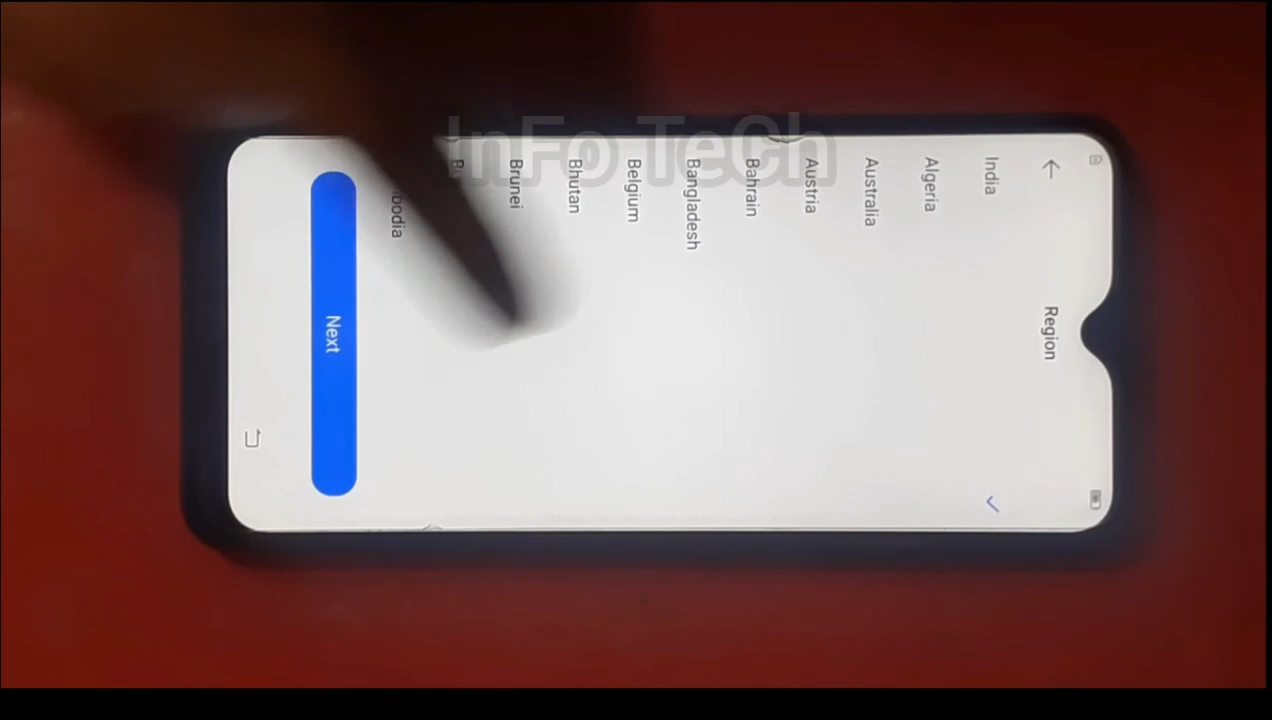 InFo TeCh
Region
India
Algeria
Australia
Austria
Bahrain
Bangladesh
Belgium
Bhutan
Brunei
Next